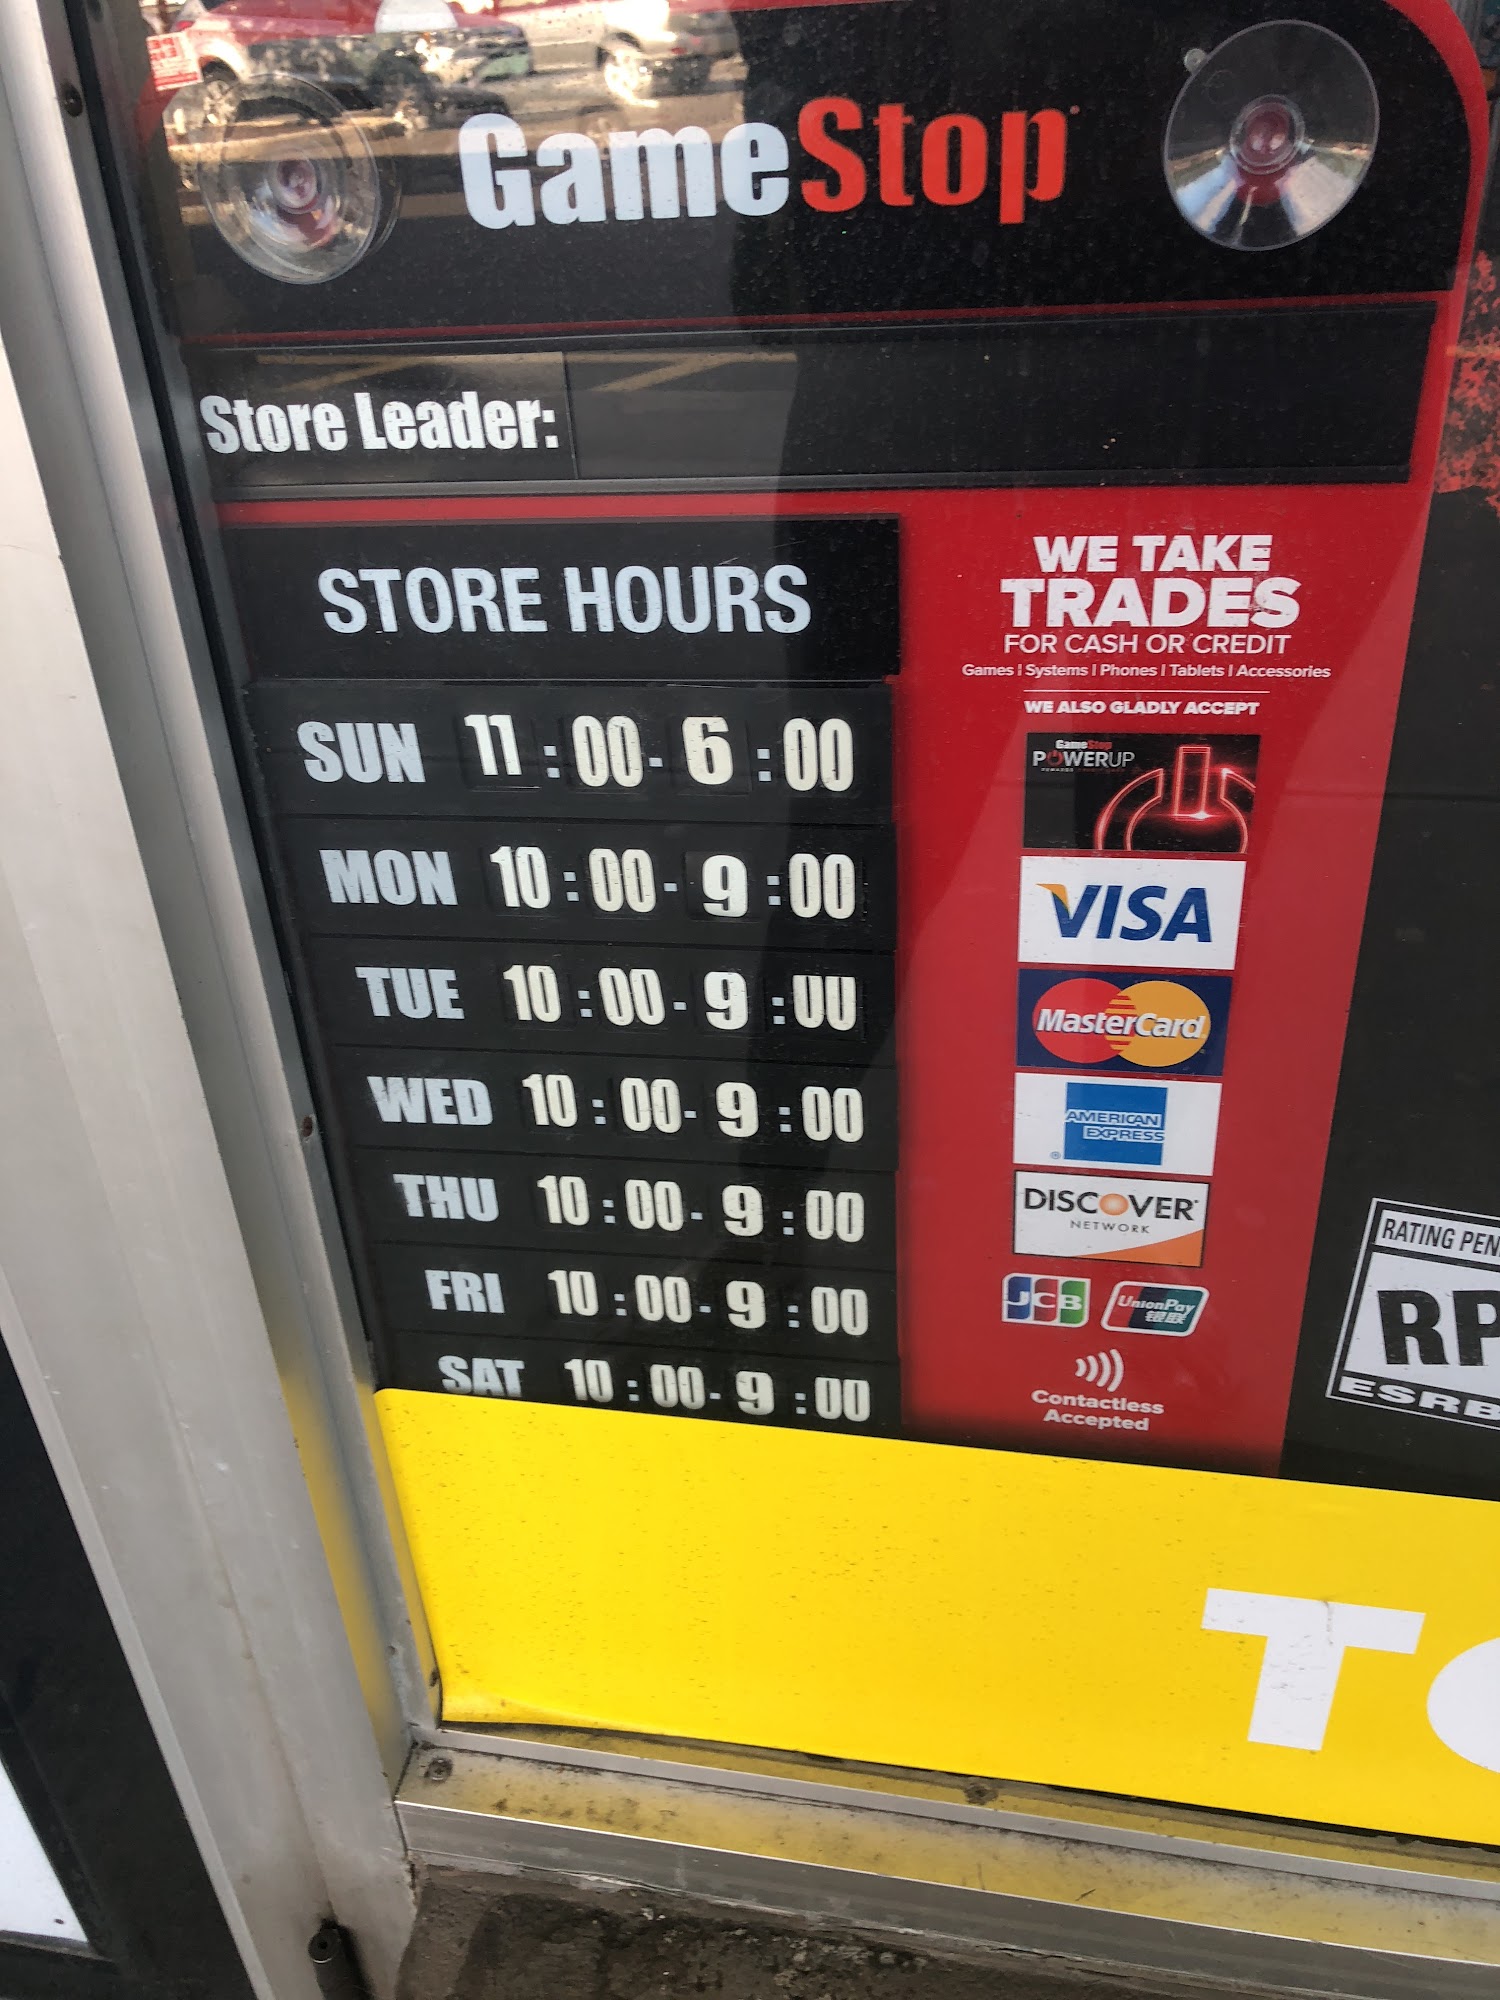 GameStop
Store Leader:
STORE HOURS
SUN 11:00-6:00
MON 10:00-9:00
TUE 10:00-9:00
WED 10:00-9:00
THU 10:00-9:00
FRI 10:00-9:00
SAT 10:00-9:00
WE TAKE
TRADES
FOR CASH OR CREDIT
Games | Systems | Phones | Tablets | Accessories
WE ALSO GLADLY ACCEPT
GameStop
POWERUP
REWARDS
VISA
MasterCard
AMERICAN
EXPRESS
DISCOVER
NETWORK
JCB
UnionPay
银联
Contactless
Accepted
RATING PEN
RP
ESRB
T